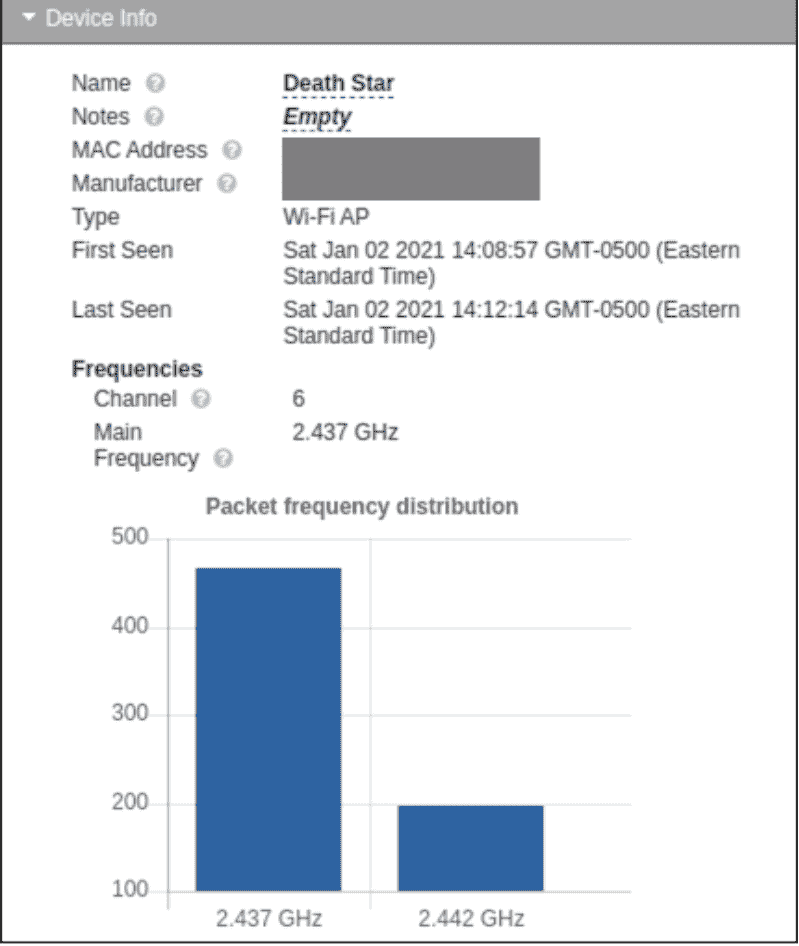 Device Info
Name ? Death Star
Notes ? Empty
MAC Address ?
Manufacturer ?
Type Wi-Fi AP
First Seen Sat Jan 02 2021 14:08:57 GMT-0500 (Eastern
Standard Time)
Last Seen Sat Jan 02 2021 14:12:14 GMT-0500 (Eastern
Standard Time)
Frequencies
Channel ? 6
Main 2.437 GHz
Frequency ?
Packet frequency distribution
500
400
300
200
100
2.437 GHz 2.442 GHz